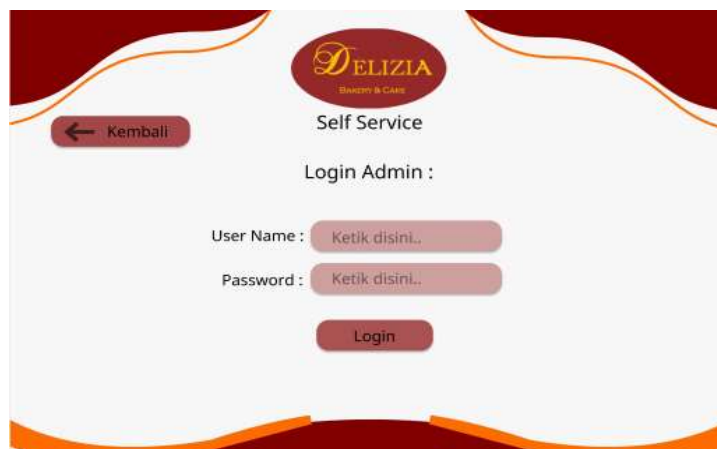 DELIZIA
BAKERY & CAKE
Self Service
Kembali
Login Admin :
User Name : Ketik disini..
Password : Ketik disini..
Login